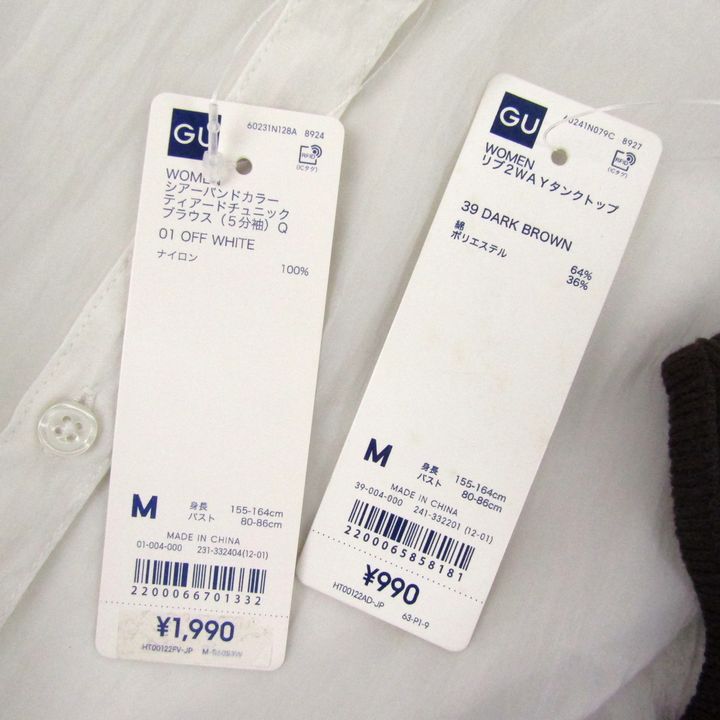 GU
60231N128A 8924
RFID
(ICタグ)
WOMEN
シアーバンドカラー
ティアードチュニック
ブラウス(5分袖)Q
01 OFF WHITE
ナイロン 100%
M
身長 155-164cm
バスト 80-86cm
MADE IN CHINA
01-004-000 231-332404(12-01)
2200066701332
¥1,990
HT00122FV-JP
GU
60241N079C 8927
RFID
(ICタグ)
WOMEN
リブ2WAYタンクトップ
39 DARK BROWN
綿 64%
ポリエステル 36%
M
身長 155-164cm
バスト 80-86cm
MADE IN CHINA
39-004-000 241-332201 (12-01)
2200065858181
¥990
HT00122AD-JP 63-P1-9